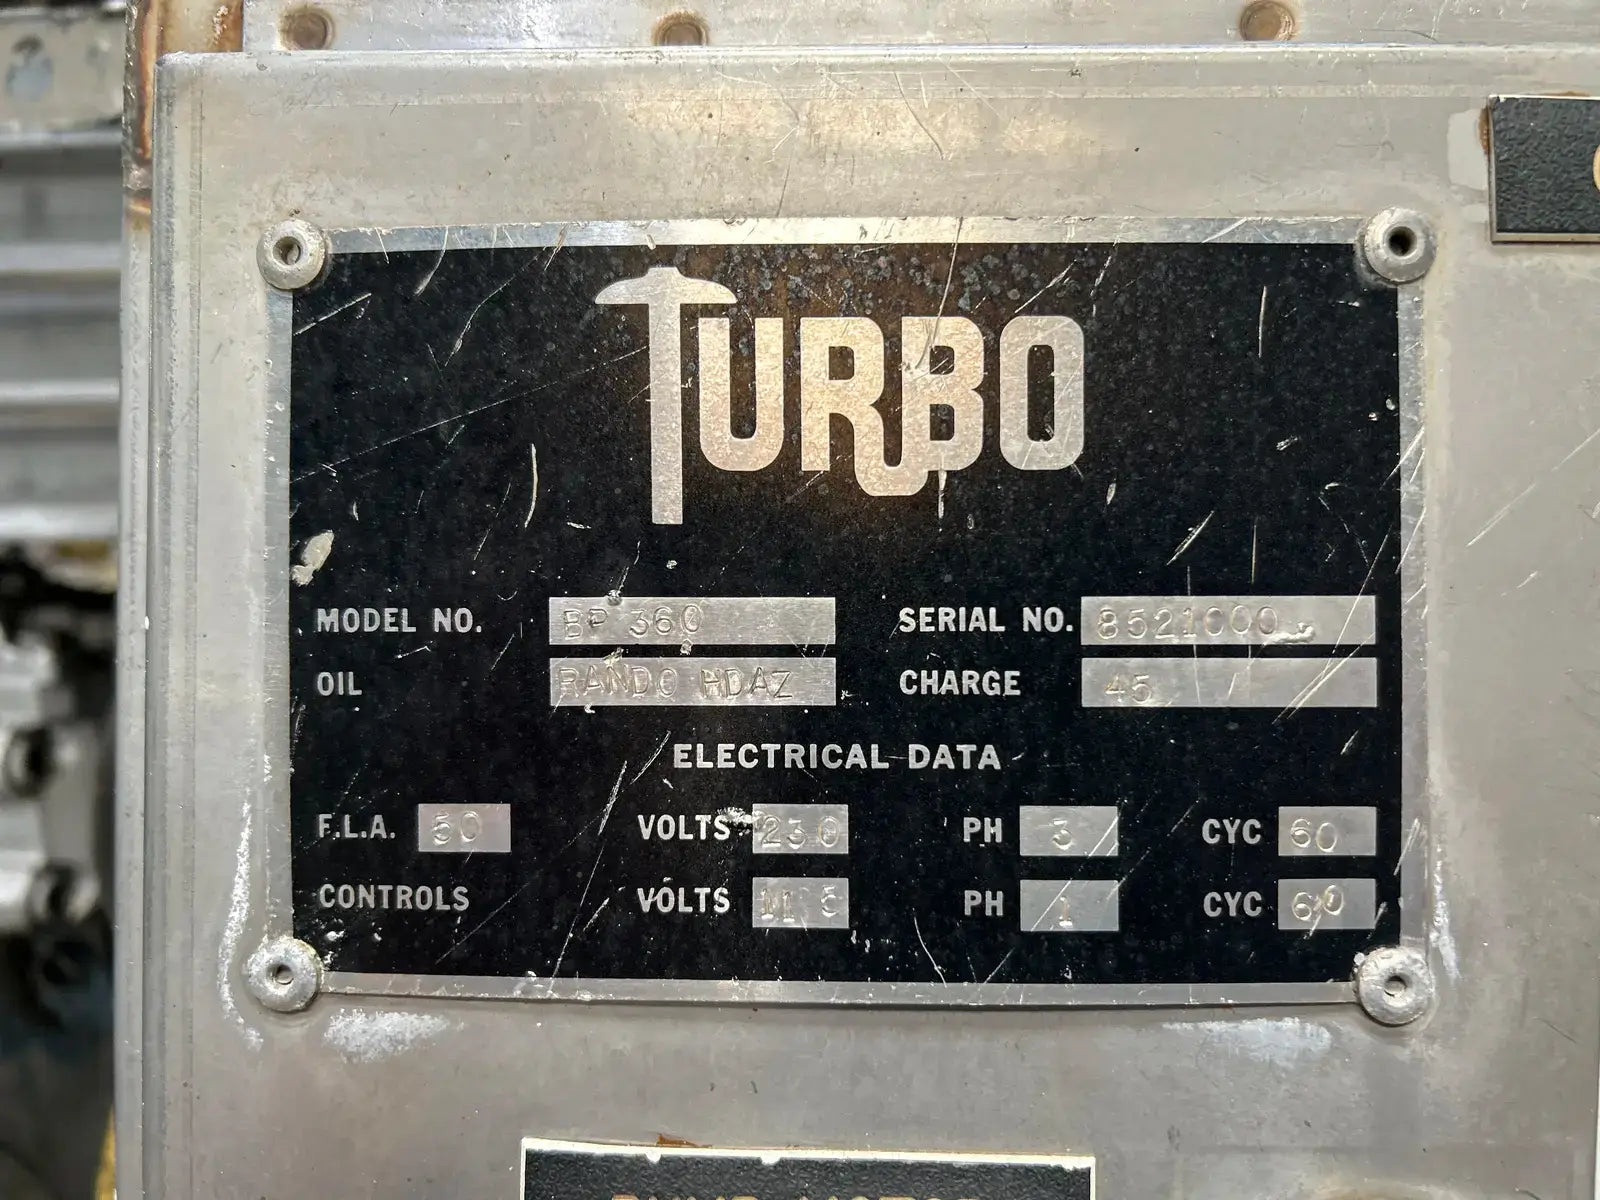 TURBO
MODEL NO. BP 360 SERIAL NO. 8521000
OIL RANDO HDAZ CHARGE 45
ELECTRICAL DATA
F.L.A. 50 VOLTS 230 PH 3 CYC 60
CONTROLS VOLTS 115 PH 1 CYC 60